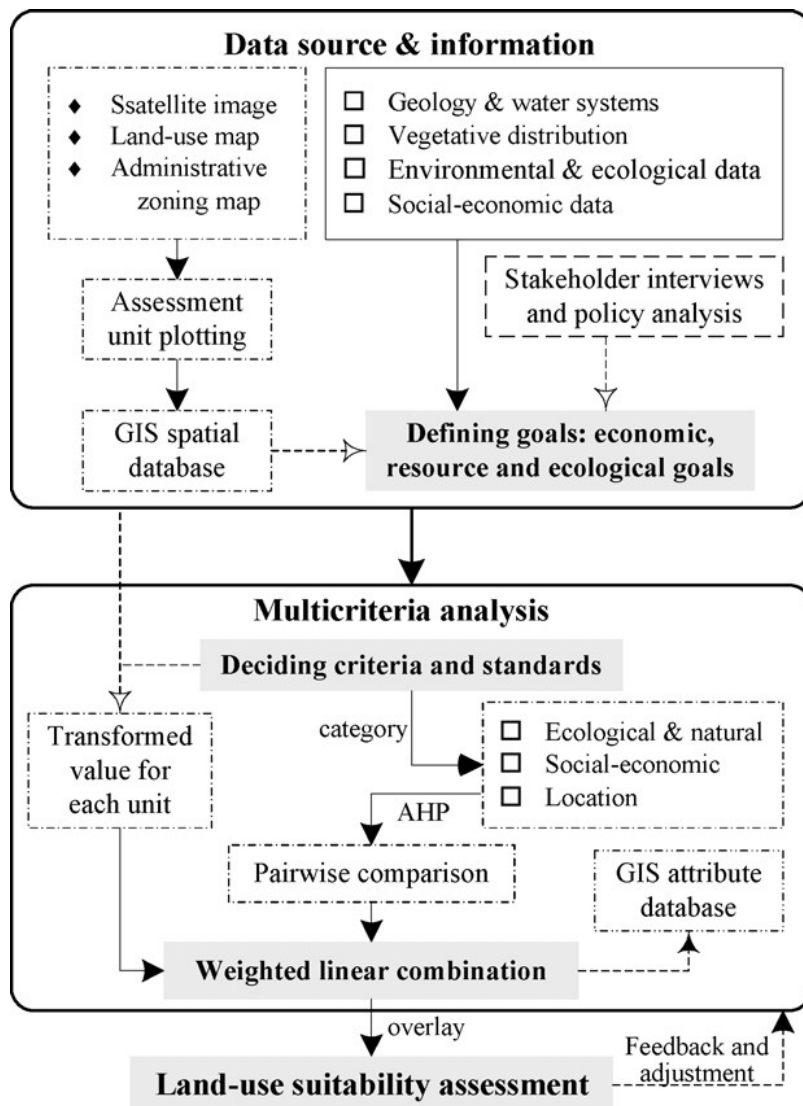 Data source & information
♦ Ssatellite image
♦ Land-use map
♦ Administrative
zoning map
☐ Geology & water systems
☐ Vegetative distribution
☐ Environmental & ecological data
☐ Social-economic data
Assessment
unit plotting
Stakeholder interviews
and policy analysis
GIS spatial
database
Defining goals: economic,
resource and ecological goals
Multicriteria analysis
Deciding criteria and standards
category
Transformed
value for
each unit
☐ Ecological & natural
☐ Social-economic
☐ Location
AHP
Pairwise comparison
GIS attribute
database
Weighted linear combination
overlay
Feedback and
adjustment
Land-use suitability assessment